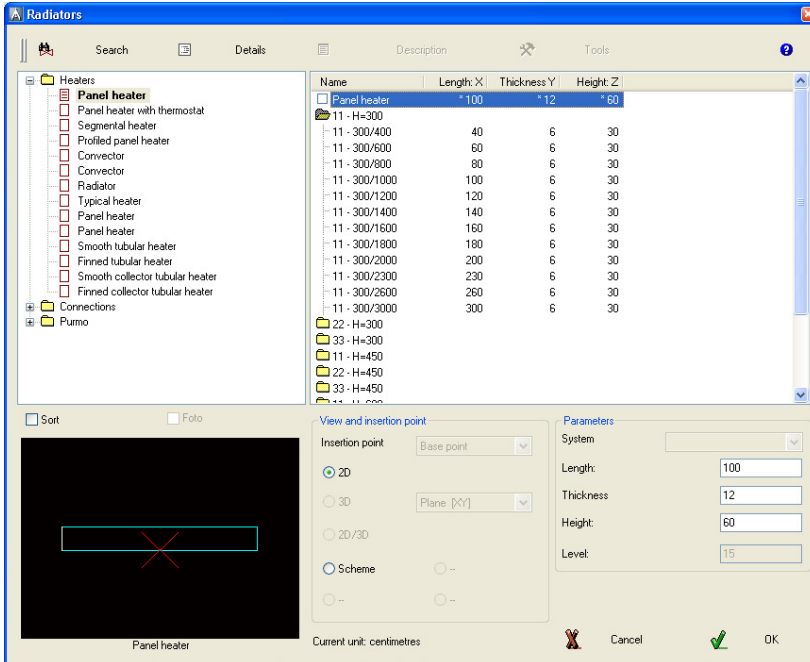 Radiators
Search Details Description Tools
Heaters
Panel heater
Panel heater with thermostat
Segmental heater
Profiled panel heater
Convector
Convector
Radiator
Typical heater
Panel heater
Panel heater
Smooth tubular heater
Finned tubular heater
Smooth collector tubular heater
Finned collector tubular heater
Connections
Purmo
Name Length: X Thickness Y Height: Z
Panel heater * 100 * 12 * 60
11 - H=300
11 - 300/400 40 6 30
11 - 300/600 60 6 30
11 - 300/800 80 6 30
11 - 300/1000 100 6 30
11 - 300/1200 120 6 30
11 - 300/1400 140 6 30
11 - 300/1600 160 6 30
11 - 300/1800 180 6 30
11 - 300/2000 200 6 30
11 - 300/2300 230 6 30
11 - 300/2600 260 6 30
11 - 300/3000 300 6 30
22 - H=300
33 - H=300
11 - H=450
22 - H=450
33 - H=450
11 - H=600
Sort Foto
Panel heater
View and insertion point
Insertion point Base point
2D
3D Plane [XY]
2D/3D
Scheme --
-- --
Current unit: centimetres
Parameters
System
Length: 100
Thickness 12
Height: 60
Level: 15
Cancel OK